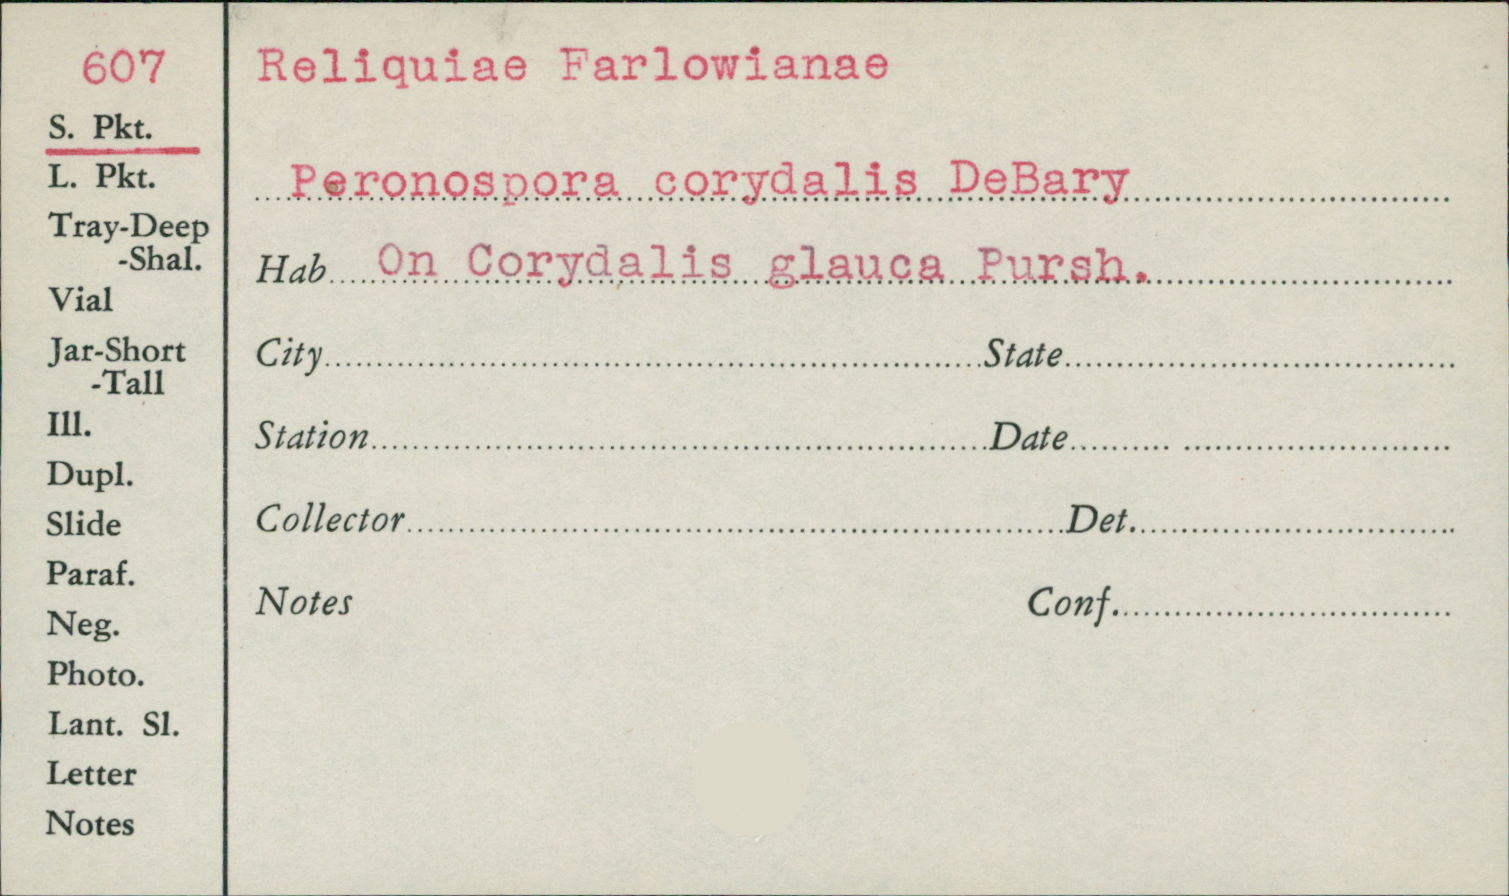 607
S. Pkt.
L. Pkt.
Tray-Deep
-Shal.
Vial
Jar-Short
-Tall
Ill.
Dupl.
Slide
Paraf.
Neg.
Photo.
Lant. Sl.
Letter
Notes
Reliquiae Farlowianae
Peronospora corydalis DeBary
Hab. On Corydalis glauca Pursh.
City State
Station Date
Collector Det.
Notes Conf.